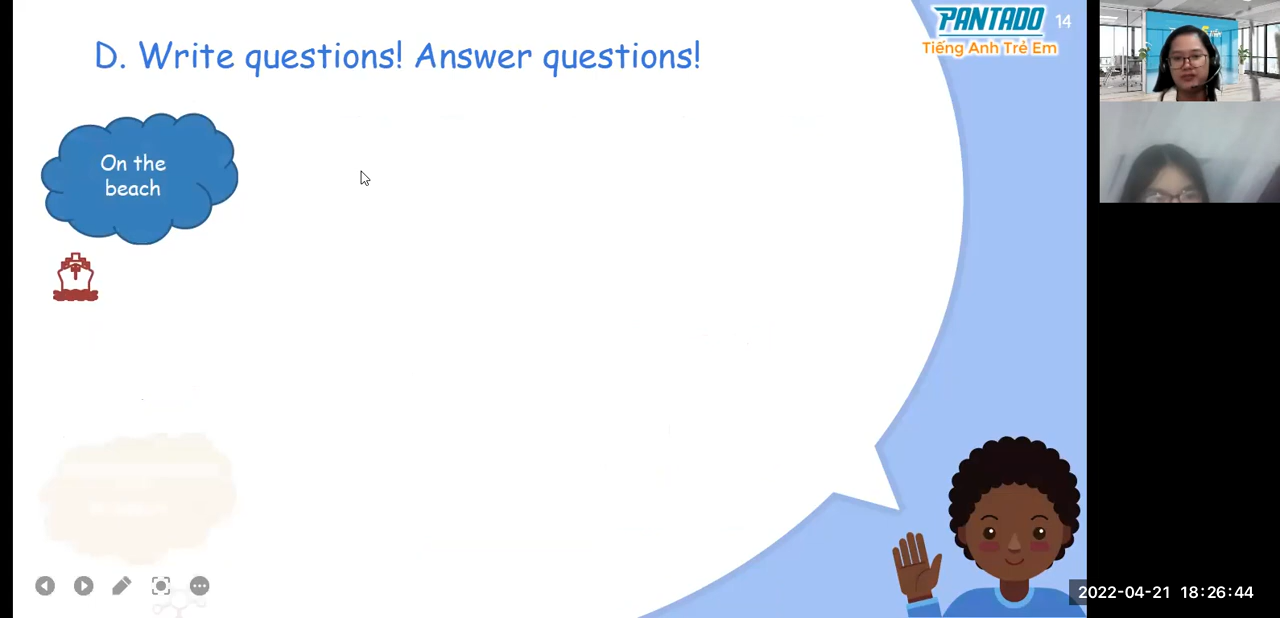 D. Write questions! Answer questions!
PANTADO
14
Tiếng Anh Trẻ Em
On the
beach
2022-04-21 18:26:44